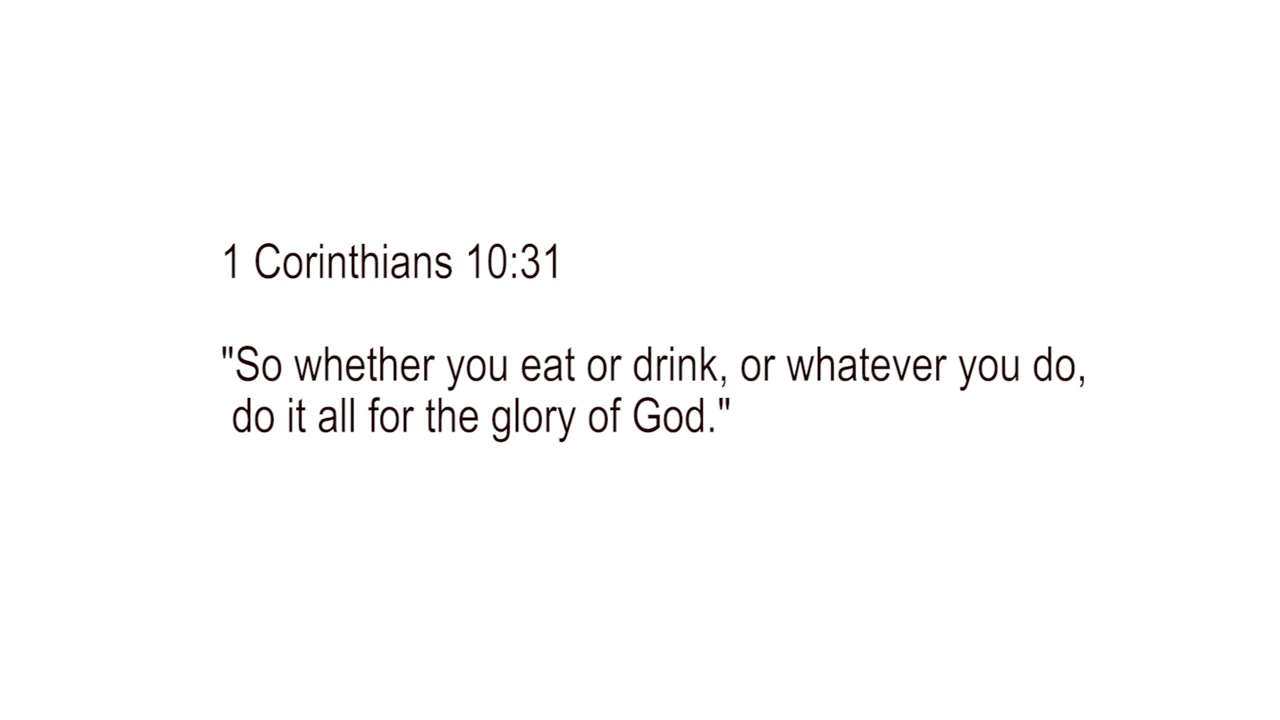 1 Corinthians 10:31
"So whether you eat or drink, or whatever you do,
do it all for the glory of God."